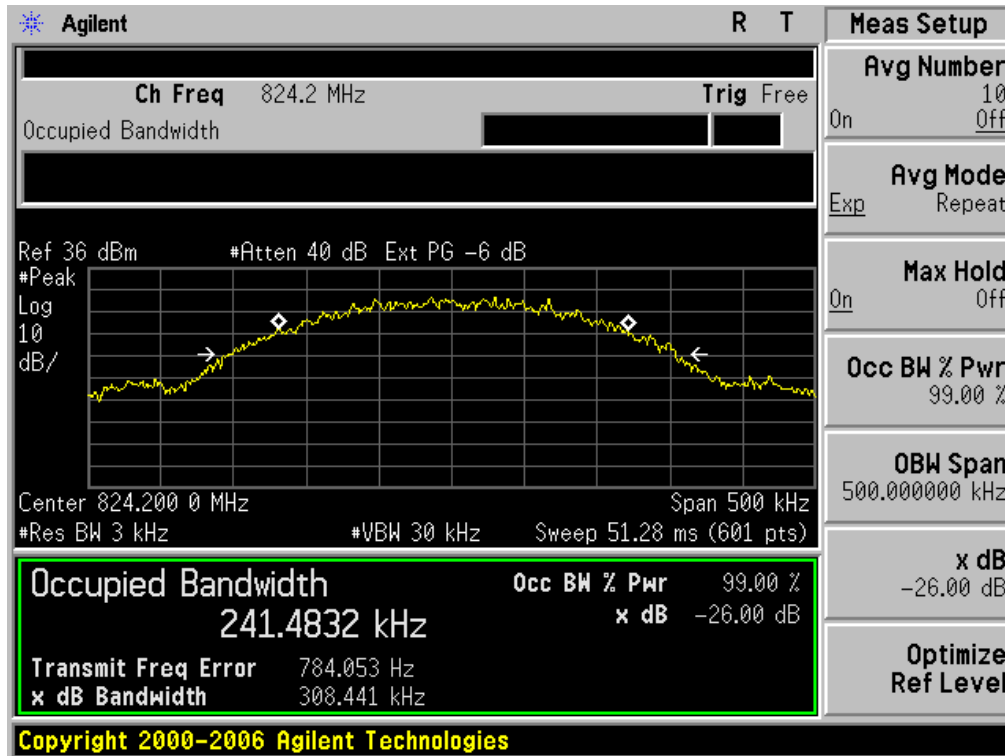 Agilent R T
Ch Freq 824.2 MHz Trig Free
Occupied Bandwidth
Ref 36 dBm #Atten 40 dB Ext PG -6 dB
#Peak
Log
10
dB/
Center 824.200 0 MHz Span 500 kHz
#Res BW 3 kHz #VBW 30 kHz Sweep 51.28 ms (601 pts)
Occupied Bandwidth Occ BW % Pwr 99.00 %
241.4832 kHz x dB -26.00 dB
Transmit Freq Error 784.053 Hz
x dB Bandwidth 308.441 kHz
Copyright 2000-2006 Agilent Technologies
Meas Setup
Avg Number
10
On Off
Avg Mode
Exp Repeat
Max Hold
On Off
Occ BW % Pwr
99.00 %
OBW Span
500.000000 kHz
x dB
-26.00 dB
Optimize
Ref Level